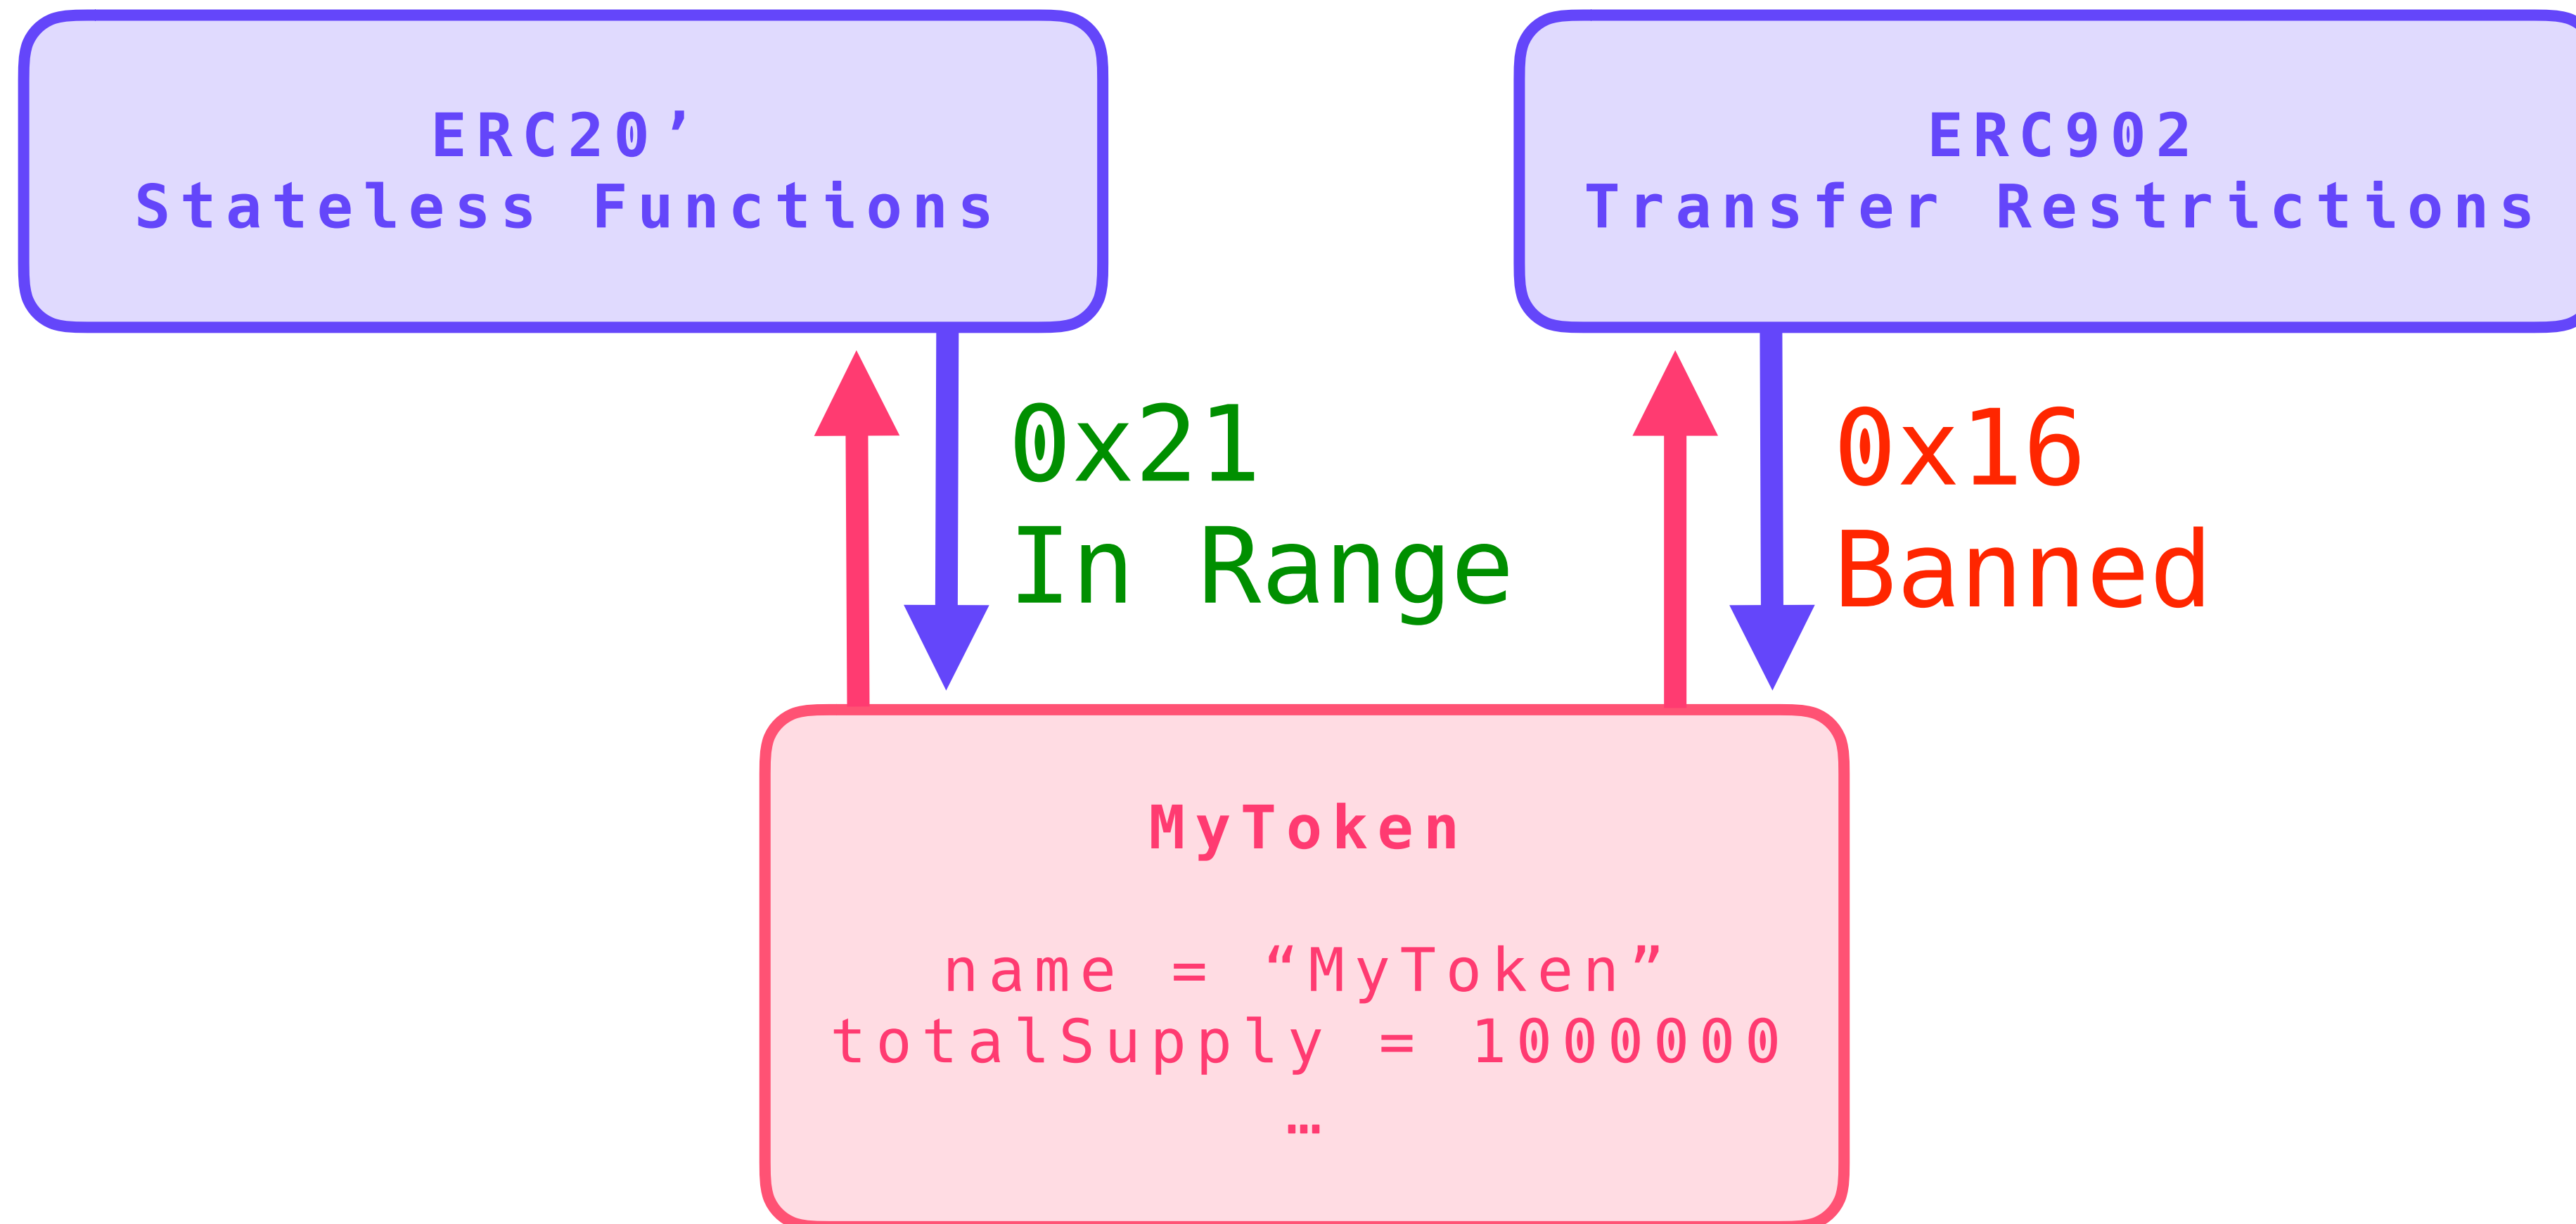 ERC20’
Stateless Functions
ERC902
Transfer Restrictions
0x21
In Range
0x16
Banned
MyToken
name = “MyToken”
totalSupply = 1000000
…